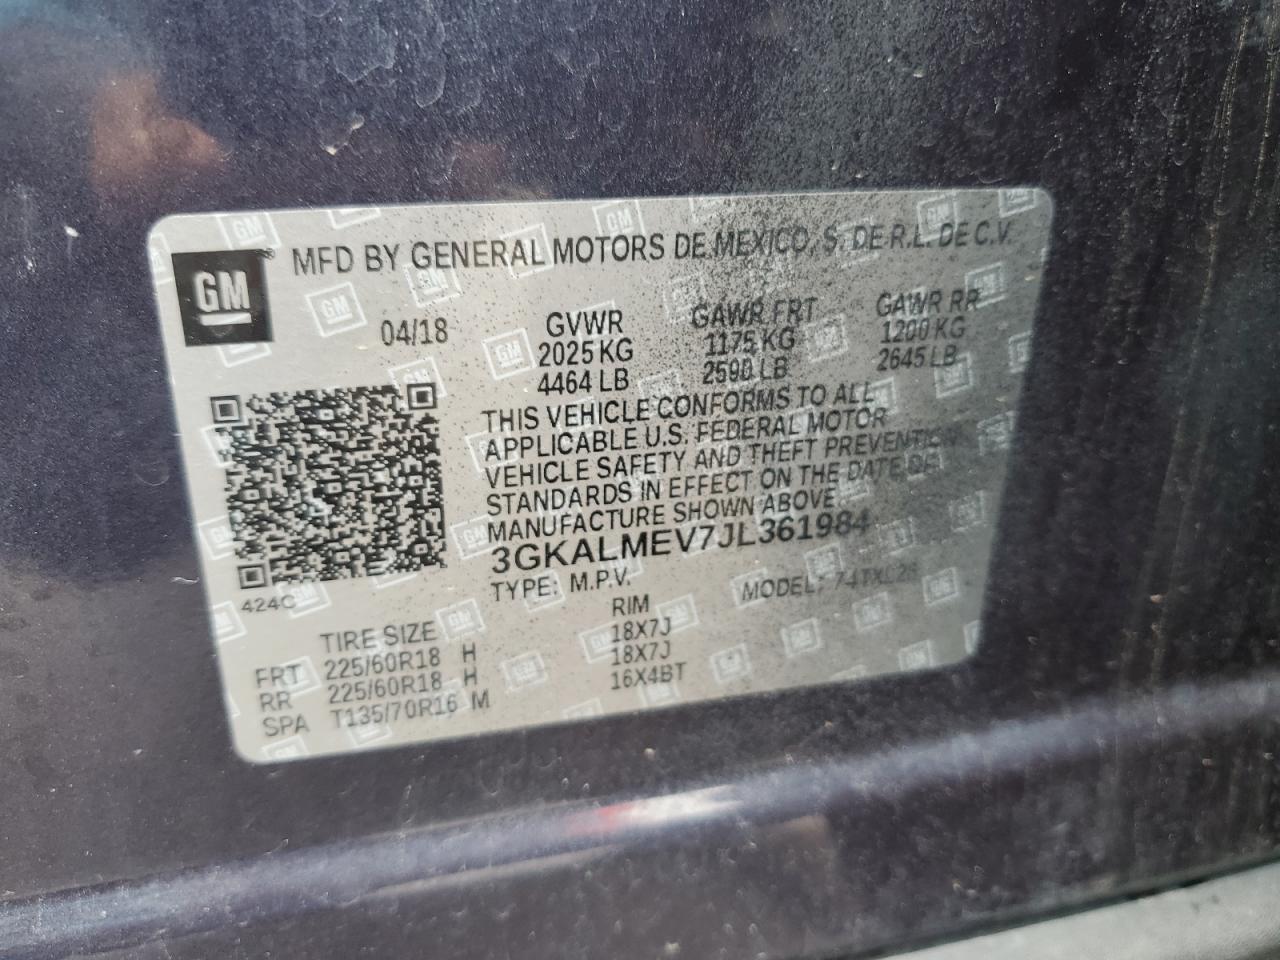 GM
MFD BY GENERAL MOTORS DE MEXICO, S. DE R.L. DE C.V.
04/18
GVWR GAWR FRT GAWR RR
2025 KG 1175 KG 1200 KG
4464 LB 2590 LB 2645 LB
THIS VEHICLE CONFORMS TO ALL
APPLICABLE U.S. FEDERAL MOTOR
VEHICLE SAFETY AND THEFT PREVENTION
STANDARDS IN EFFECT ON THE DATE OF
MANUFACTURE SHOWN ABOVE.
3GKALMEV7JL361984
424C
TYPE: M.P.V. MODEL:
TIRE SIZE RIM
FRT 225/60R18 H 18X7J
RR 225/60R18 H 18X7J
SPA T135/70R16 M 16X4BT